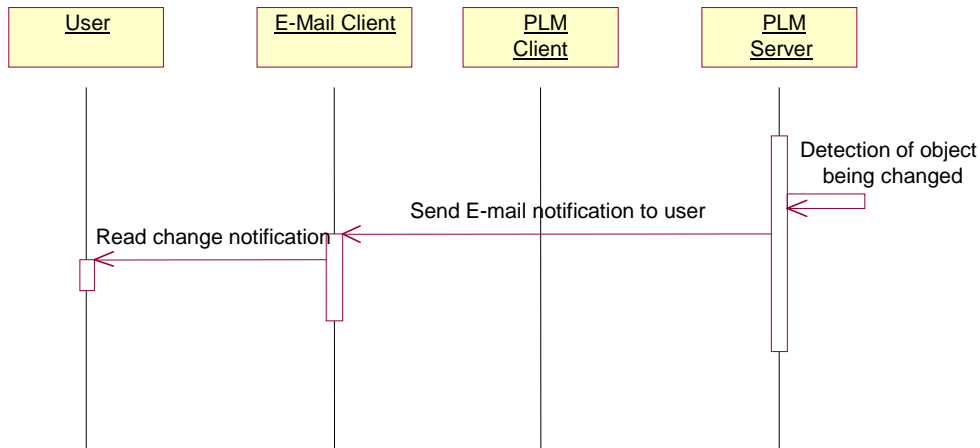 User
E-Mail Client
PLM
Client
PLM
Server
Detection of object
being changed
Send E-mail notification to user
Read change notification